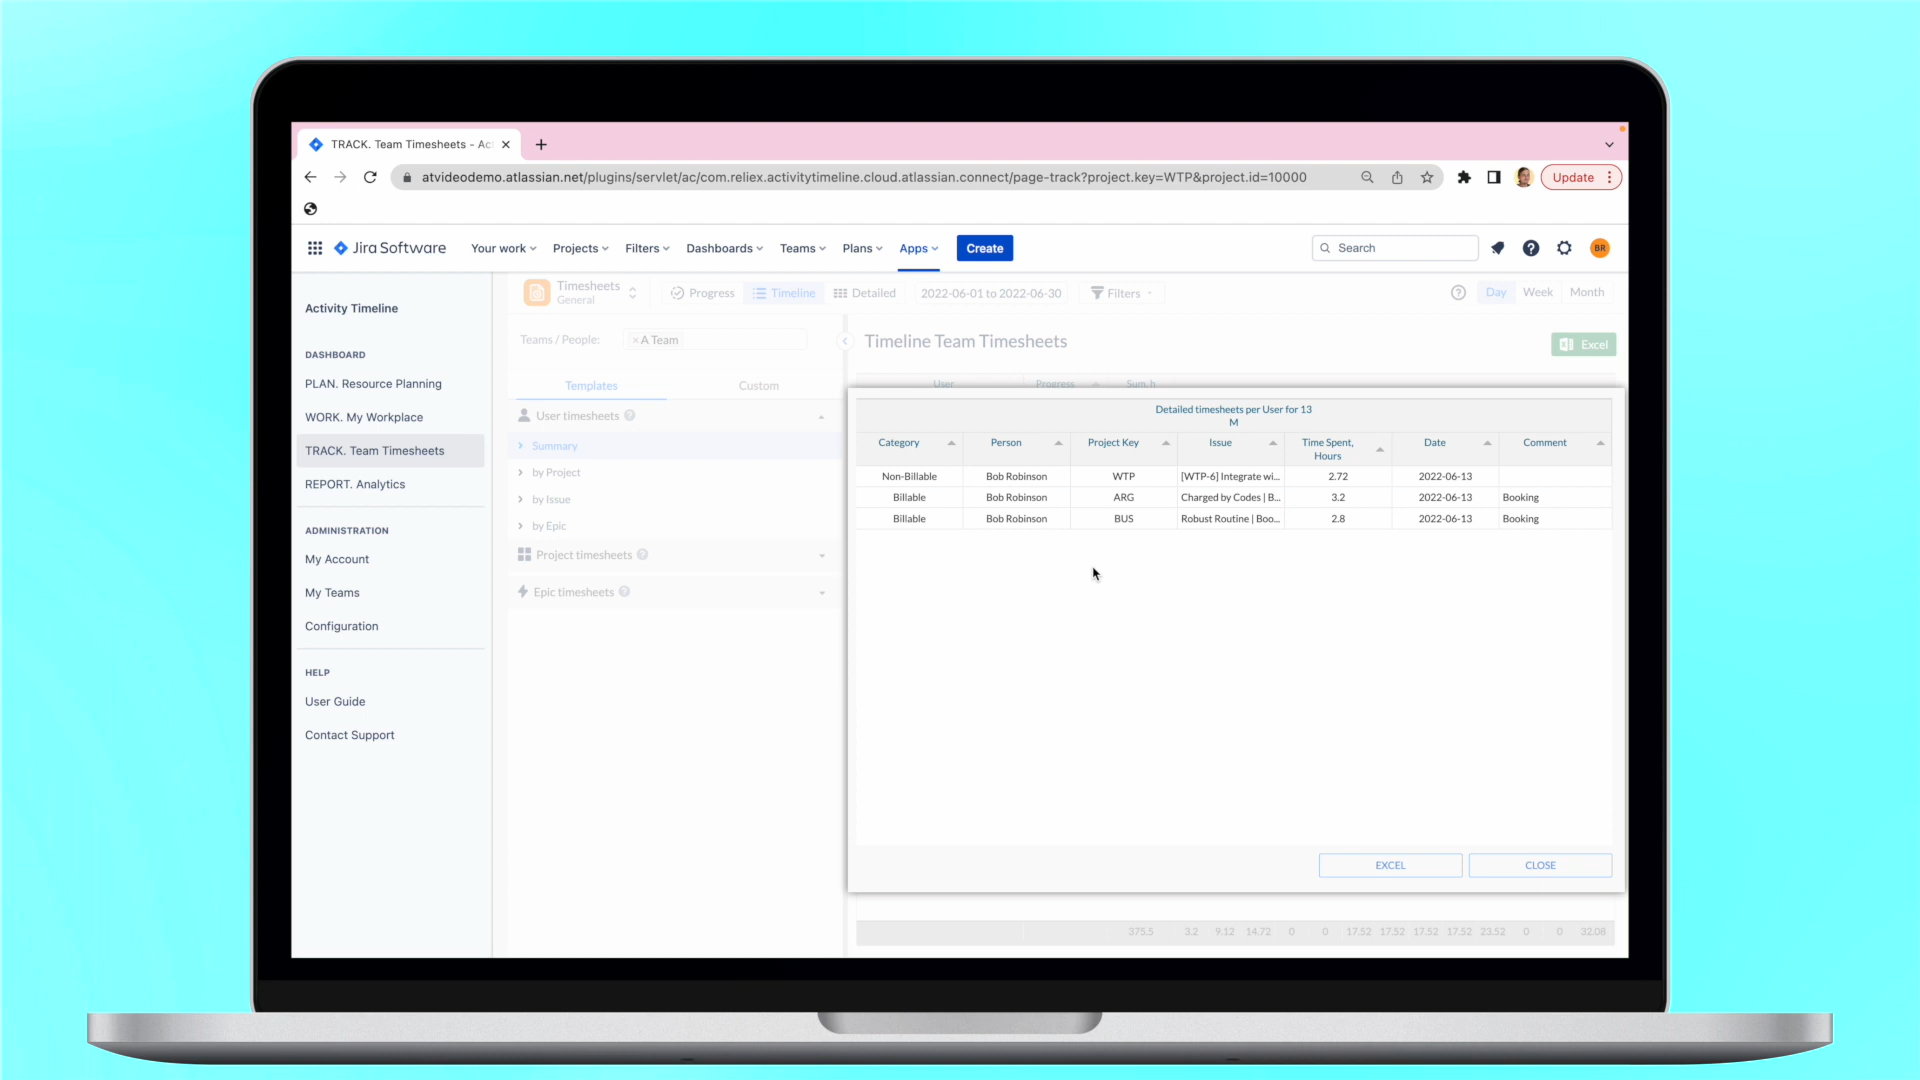 TRACK. Team Timesheets - Ac
atvideodemo.atlassian.net/plugins/servlet/ac/com.reliex.activitytimeline.cloud.atlassian.connect/page-track?project.key=WTP&project.id=10000
Update
Jira Software
Your work
Projects
Filters
Dashboards
Teams
Plans
Apps
Create
Search
BR
Activity Timeline
DASHBOARD
PLAN. Resource Planning
WORK. My Workplace
TRACK. Team Timesheets
REPORT. Analytics
ADMINISTRATION
My Account
My Teams
Configuration
HELP
User Guide
Contact Support
Timesheets
General
Progress
Timeline
Detailed
2022-06-01 to 2022-06-30
Filters
Day
Week
Month
Teams / People:
× A Team
Templates
Custom
User timesheets
Summary
by Project
by Issue
by Epic
Project timesheets
Epic timesheets
Timeline Team Timesheets
Excel
User Progress Sum, h
Detailed timesheets per User for 13
M
Category Person Project Key Issue Time Spent, Hours Date Comment
Non-Billable Bob Robinson WTP [WTP-6] Integrate wi... 2.72 2022-06-13
Billable Bob Robinson ARG Charged by Codes | B... 3.2 2022-06-13 Booking
Billable Bob Robinson BUS Robust Routine | Boo... 2.8 2022-06-13 Booking
EXCEL
CLOSE
375.5 3.2 9.12 14.72 0 0 17.52 17.52 17.52 17.52 23.52 0 0 32.08